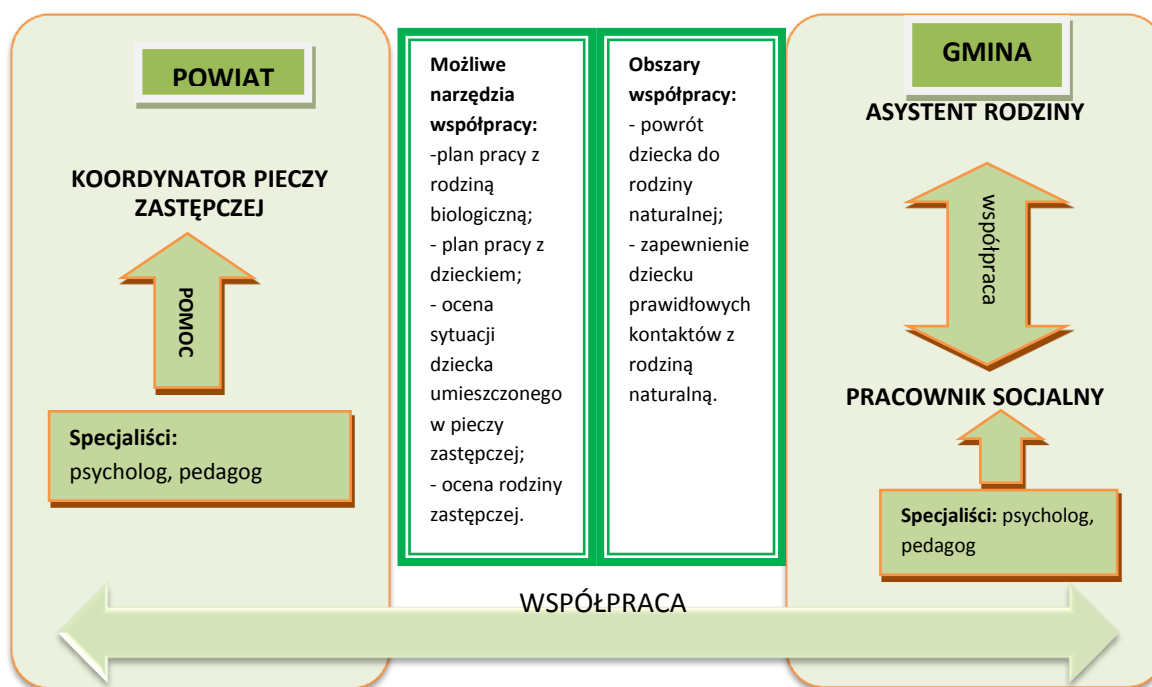 POWIAT
KOORDYNATOR PIECZY
ZASTĘPCZEJ
POMOC
Specjaliści:
psycholog, pedagog
Możliwe
narzędzia
współpracy:
-plan pracy z
rodziną
biologiczną;
- plan pracy z
dzieckiem;
- ocena
sytuacji
dziecka
umieszczonego
w pieczy
zastępczej;
- ocena rodziny
zastępczej.
Obszary
współpracy:
- powrót
dziecka do
rodziny
naturalnej;
- zapewnienie
dziecku
prawidłowych
kontaktów z
rodziną
naturalną.
GMINA
ASYSTENT RODZINY
współpraca
PRACOWNIK SOCJALNY
Specjaliści: psycholog,
pedagog
WSPÓŁPRACA